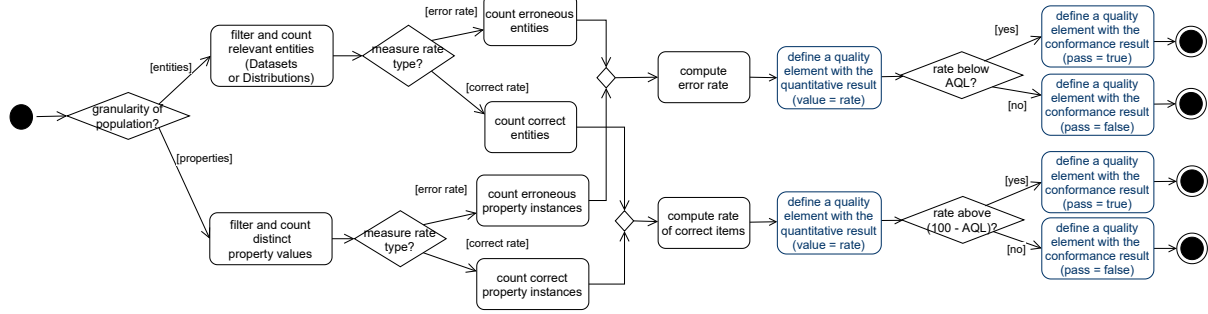 granularity of
population?
[entities]
[properties]
filter and count
relevant entities
(Datasets
or Distributions)
measure rate
type?
[error rate]
[correct rate]
count erroneous
entities
count correct
entities
filter and count
distinct
property values
measure rate
type?
[error rate]
[correct rate]
count erroneous
property instances
count correct
property instances
compute
error rate
define a quality
element with the
quantitative result
(value = rate)
rate below
AQL?
[yes]
[no]
define a quality
element with the
conformance result
(pass = true)
define a quality
element with the
conformance result
(pass = false)
compute rate
of correct items
define a quality
element with the
quantitative result
(value = rate)
rate above
(100 - AQL)?
[yes]
[no]
define a quality
element with the
conformance result
(pass = true)
define a quality
element with the
conformance result
(pass = false)